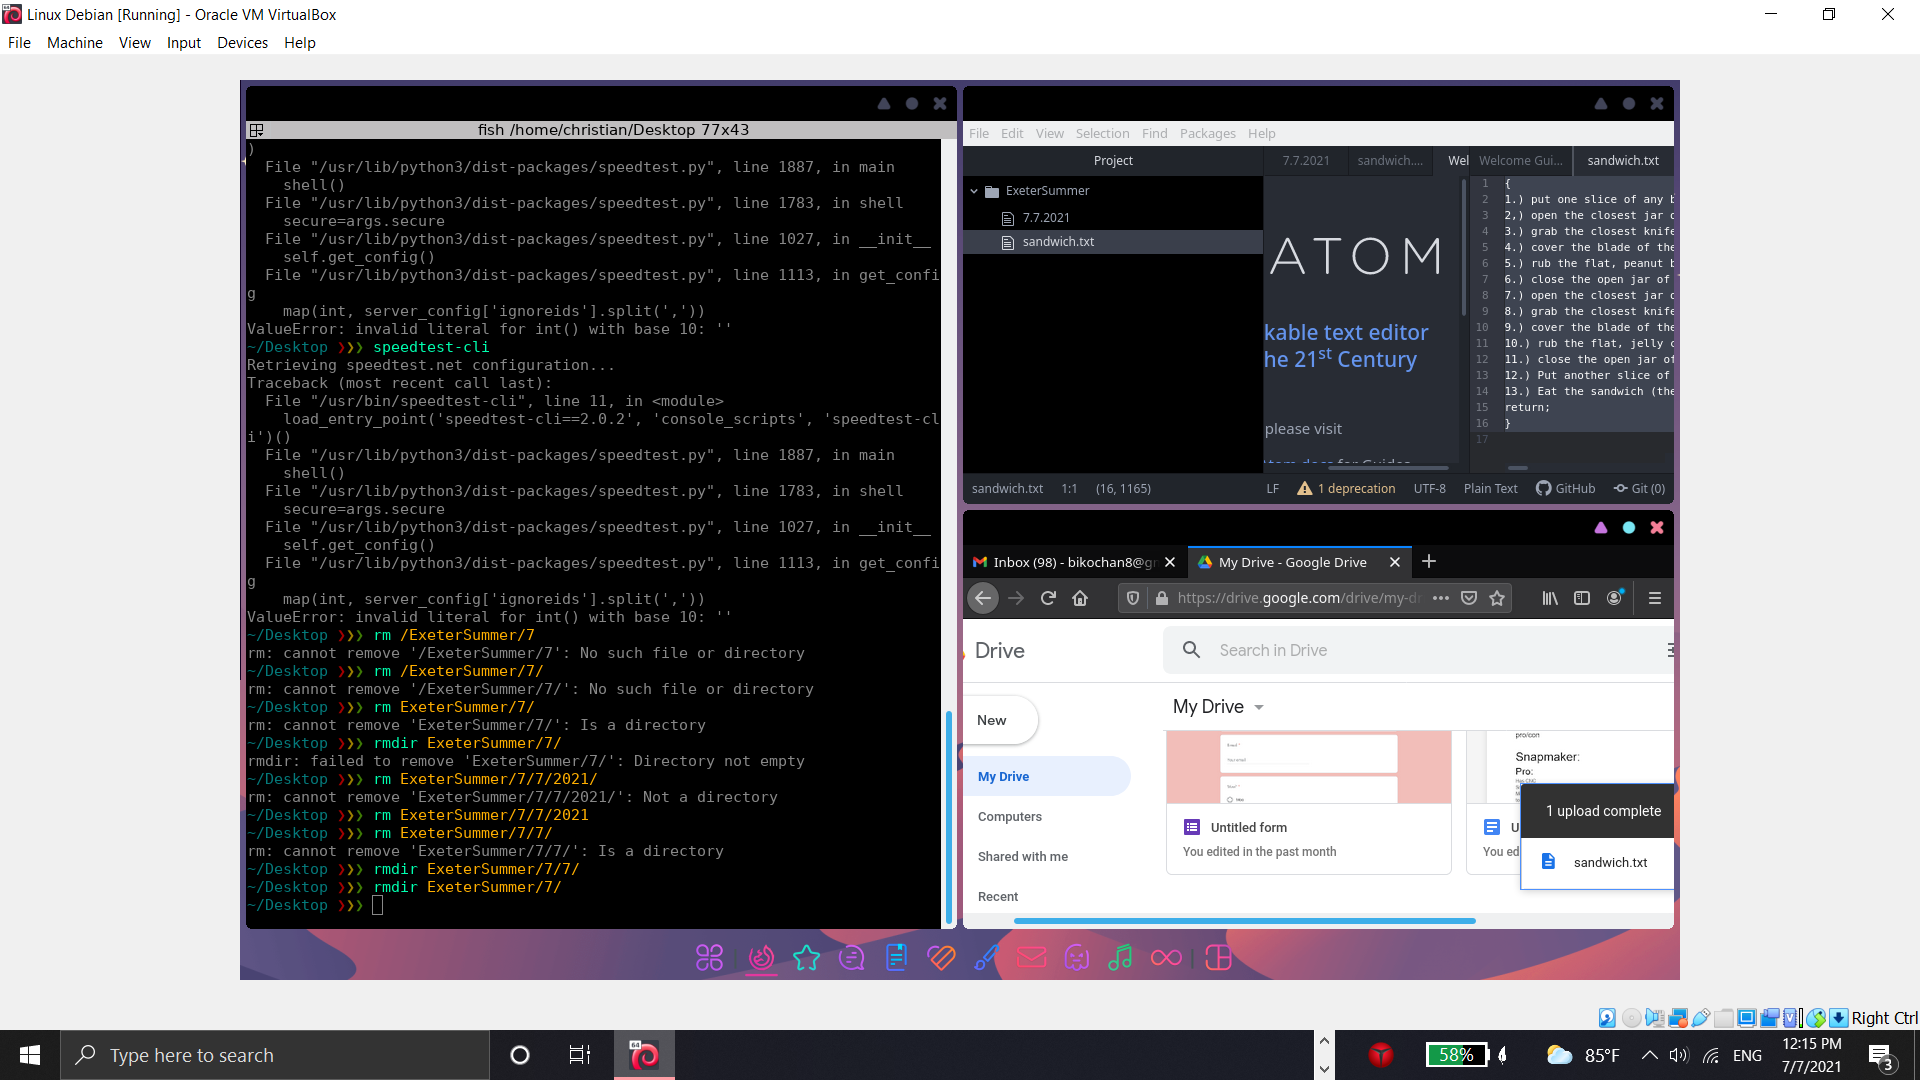 Linux Debian [Running] - Oracle VM VirtualBox
File Machine View Input Devices Help
fish /home/christian/Desktop 77x43
)
File "/usr/lib/python3/dist-packages/speedtest.py", line 1887, in main
shell()
File "/usr/lib/python3/dist-packages/speedtest.py", line 1783, in shell
secure=args.secure
File "/usr/lib/python3/dist-packages/speedtest.py", line 1027, in __init__
self.get_config()
File "/usr/lib/python3/dist-packages/speedtest.py", line 1113, in get_confi
g
map(int, server_config['ignoreids'].split(','))
ValueError: invalid literal for int() with base 10: ''
~/Desktop ❯❯❯ speedtest-cli
Retrieving speedtest.net configuration...
Traceback (most recent call last):
File "/usr/bin/speedtest-cli", line 11, in <module>
load_entry_point('speedtest-cli==2.0.2', 'console_scripts', 'speedtest-cl
i')()
File "/usr/lib/python3/dist-packages/speedtest.py", line 1887, in main
shell()
File "/usr/lib/python3/dist-packages/speedtest.py", line 1783, in shell
secure=args.secure
File "/usr/lib/python3/dist-packages/speedtest.py", line 1027, in __init__
self.get_config()
File "/usr/lib/python3/dist-packages/speedtest.py", line 1113, in get_confi
g
map(int, server_config['ignoreids'].split(','))
ValueError: invalid literal for int() with base 10: ''
~/Desktop ❯❯❯ rm /ExeterSummer/7
rm: cannot remove '/ExeterSummer/7': No such file or directory
~/Desktop ❯❯❯ rm /ExeterSummer/7/
rm: cannot remove '/ExeterSummer/7/': No such file or directory
~/Desktop ❯❯❯ rm ExeterSummer/7/
rm: cannot remove 'ExeterSummer/7/': Is a directory
~/Desktop ❯❯❯ rmdir ExeterSummer/7/
rmdir: failed to remove 'ExeterSummer/7/': Directory not empty
~/Desktop ❯❯❯ rm ExeterSummer/7/7/2021/
rm: cannot remove 'ExeterSummer/7/7/2021/': Not a directory
~/Desktop ❯❯❯ rm ExeterSummer/7/7/2021
~/Desktop ❯❯❯ rm ExeterSummer/7/7/
rm: cannot remove 'ExeterSummer/7/7/': Is a directory
~/Desktop ❯❯❯ rmdir ExeterSummer/7/7/
~/Desktop ❯❯❯ rmdir ExeterSummer/7/
~/Desktop ❯❯❯
File Edit View Selection Find Packages Help
Project
ExeterSummer
7.7.2021
sandwich.txt
7.7.2021 sandwich.... Wel
ATOM
kable text editor
he 21st Century
please visit
Welcome Gui... sandwich.txt
1 {
2 1.) put one slice of any b
3 2,) open the closest jar o
4 3.) grab the closest knife
5 4.) cover the blade of the
6 5.) rub the flat, peanut b
7 6.) close the open jar of
8 7.) open the closest jar o
9 8.) grab the closest knife
10 9.) cover the blade of the
11 10.) rub the flat, jelly c
12 11.) close the open jar of
13 12.) Put another slice of
14 13.) Eat the sandwich (the
15 return;
16 }
17
sandwich.txt 1:1 (16, 1165) LF 1 deprecation UTF-8 Plain Text GitHub Git (0)
Inbox (98) - bikochan8@gm My Drive - Google Drive
https://drive.google.com/drive/my-dr
Drive
Search in Drive
New
My Drive
Computers
Shared with me
Recent
My Drive
Untitled form
You edited in the past month
pro/con
Snapmaker:
Pro:
U
You ed
1 upload complete
sandwich.txt
Right Ctrl
64
Type here to search
58%
85°F
ENG
12:15 PM
7/7/2021
3